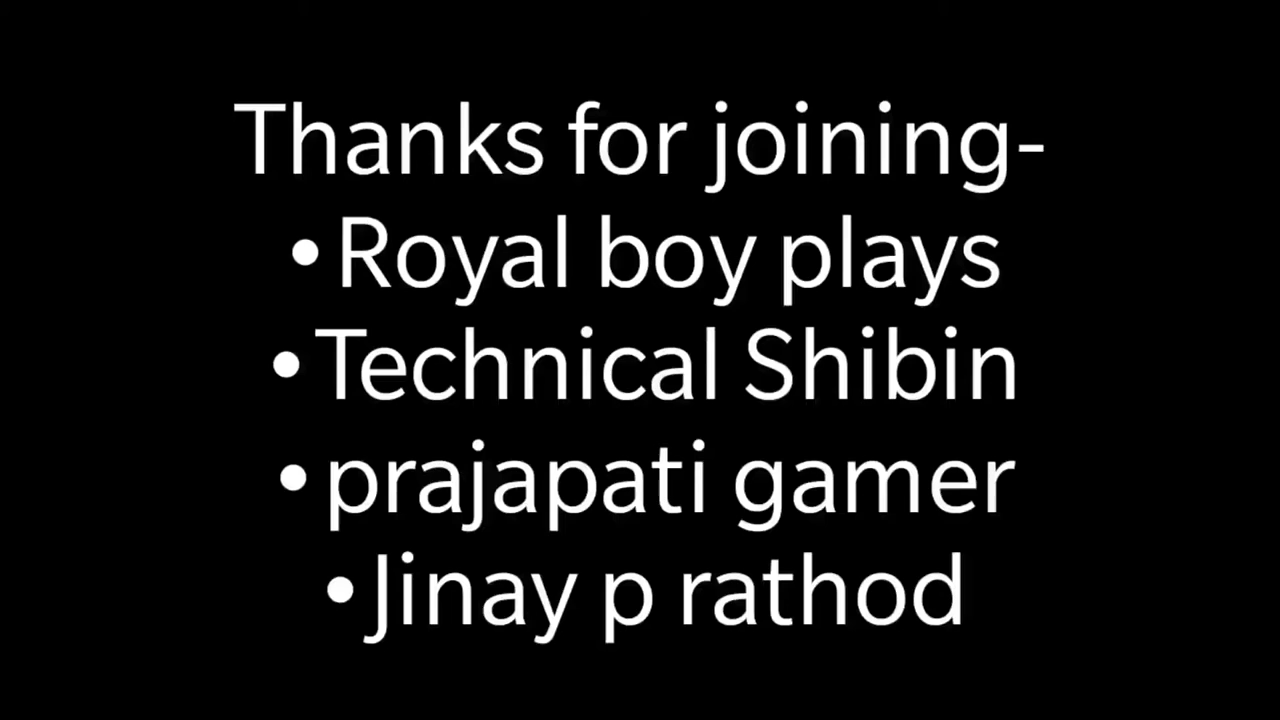 Thanks for joining-
•Royal boy plays
•Technical Shibin
•prajapati gamer
•Jinay p rathod